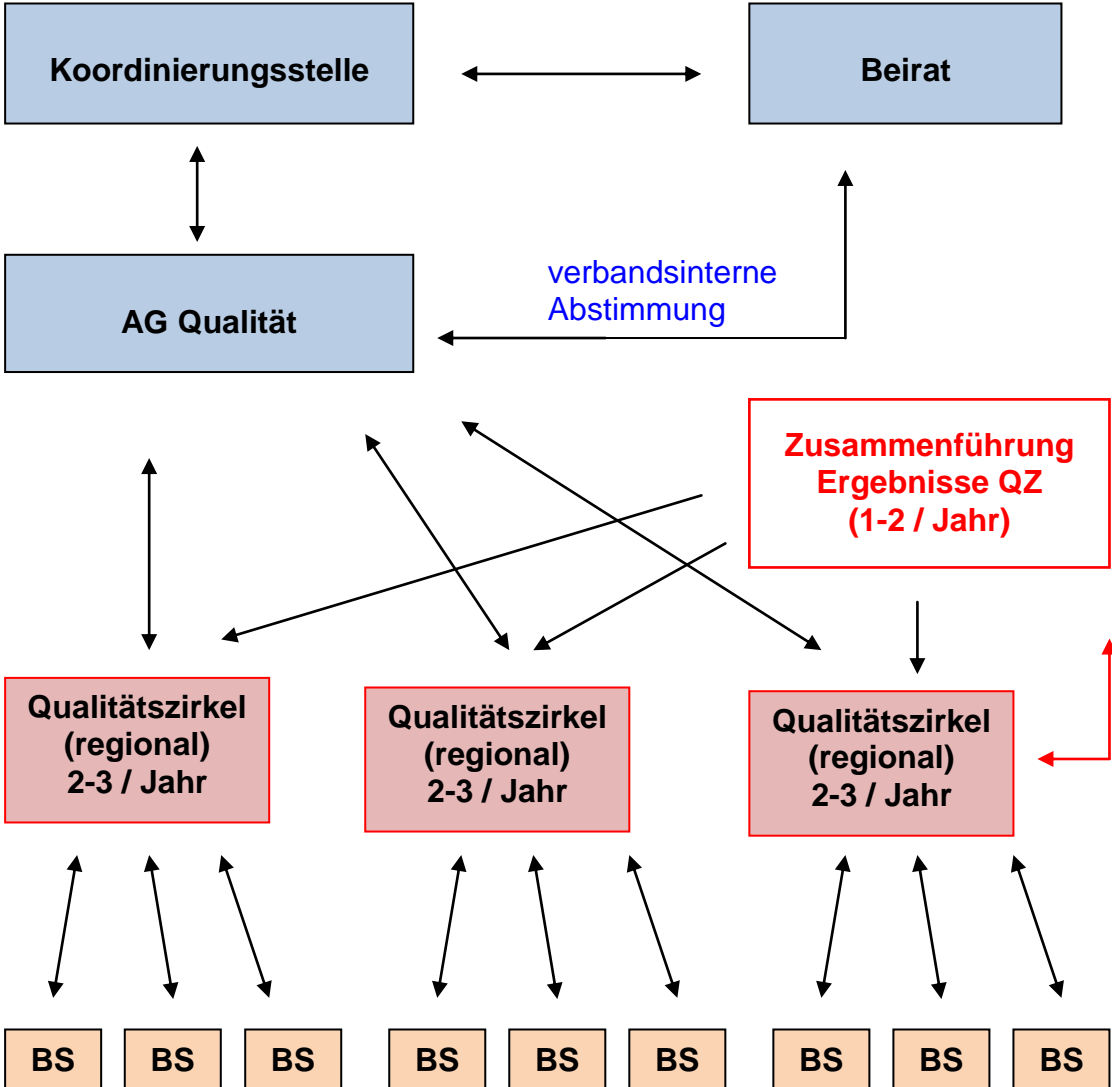 Koordinierungsstelle
Beirat
AG Qualität
verbandsinterne
Abstimmung
Zusammenführung
Ergebnisse QZ
(1-2 / Jahr)
Qualitätszirkel
(regional)
2-3 / Jahr
Qualitätszirkel
(regional)
2-3 / Jahr
Qualitätszirkel
(regional)
2-3 / Jahr
BS
BS
BS
BS
BS
BS
BS
BS
BS